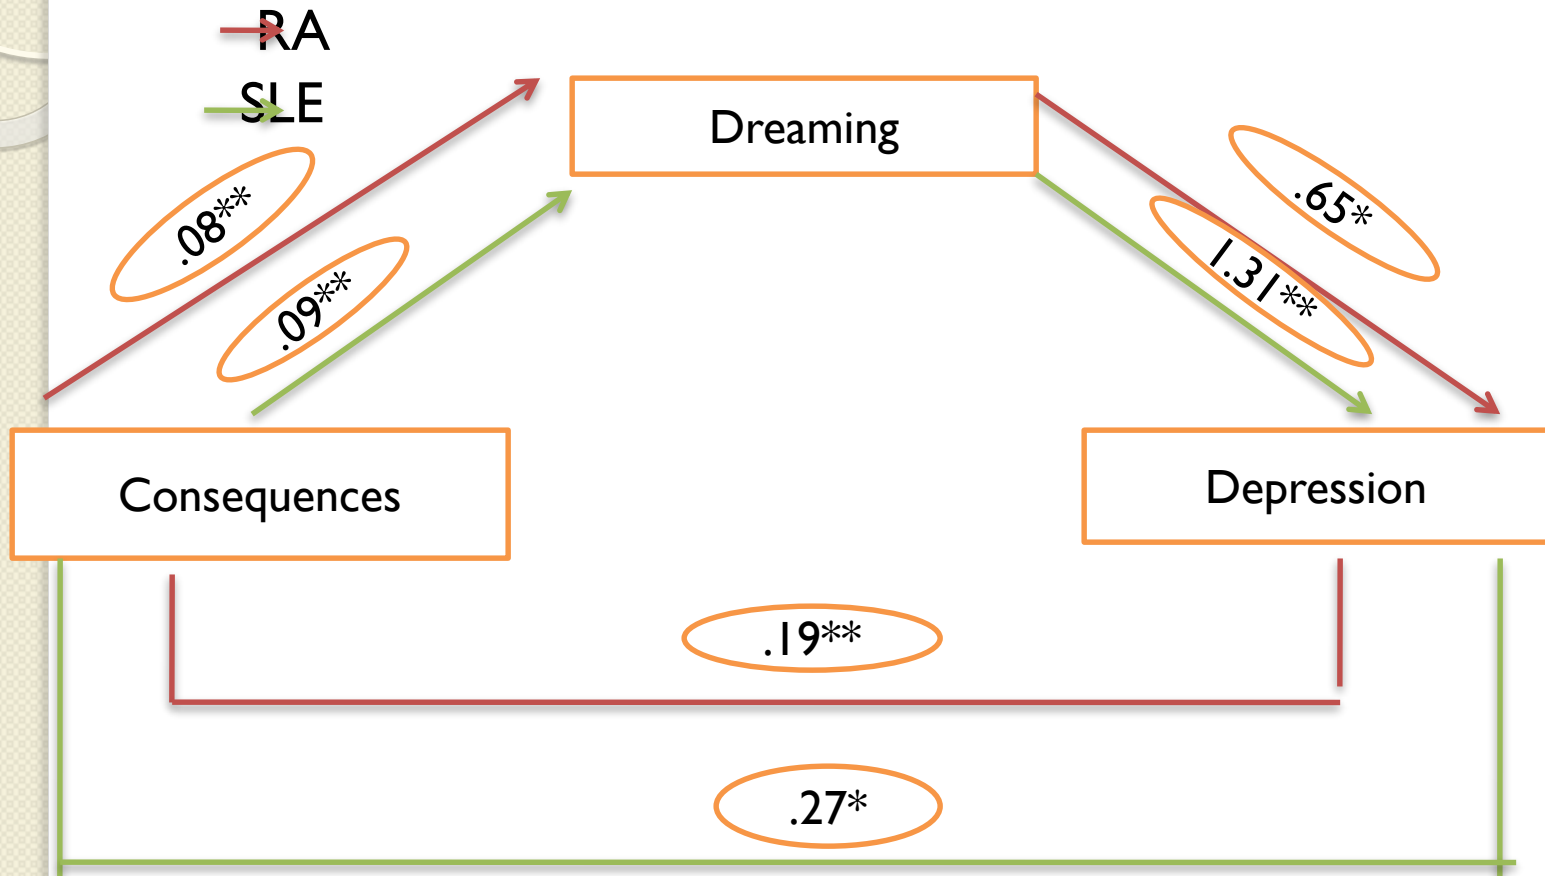 RA
SLE
Dreaming
.08**
.65*
.09**
1.31**
Consequences
Depression
.19**
.27*